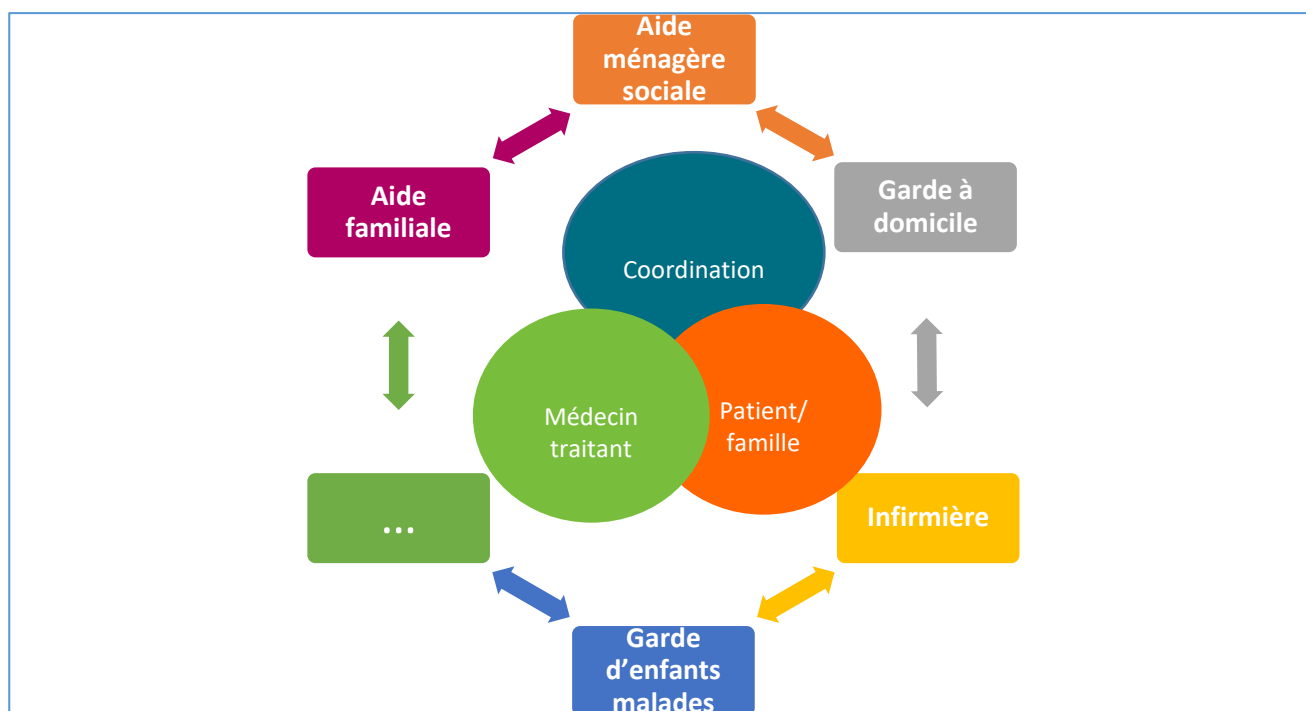 Aide
ménagère
sociale
Aide
familiale
Garde à
domicile
Coordination
Médecin
traitant
Patient/
famille
...
Infirmière
Garde
d’enfants
malades